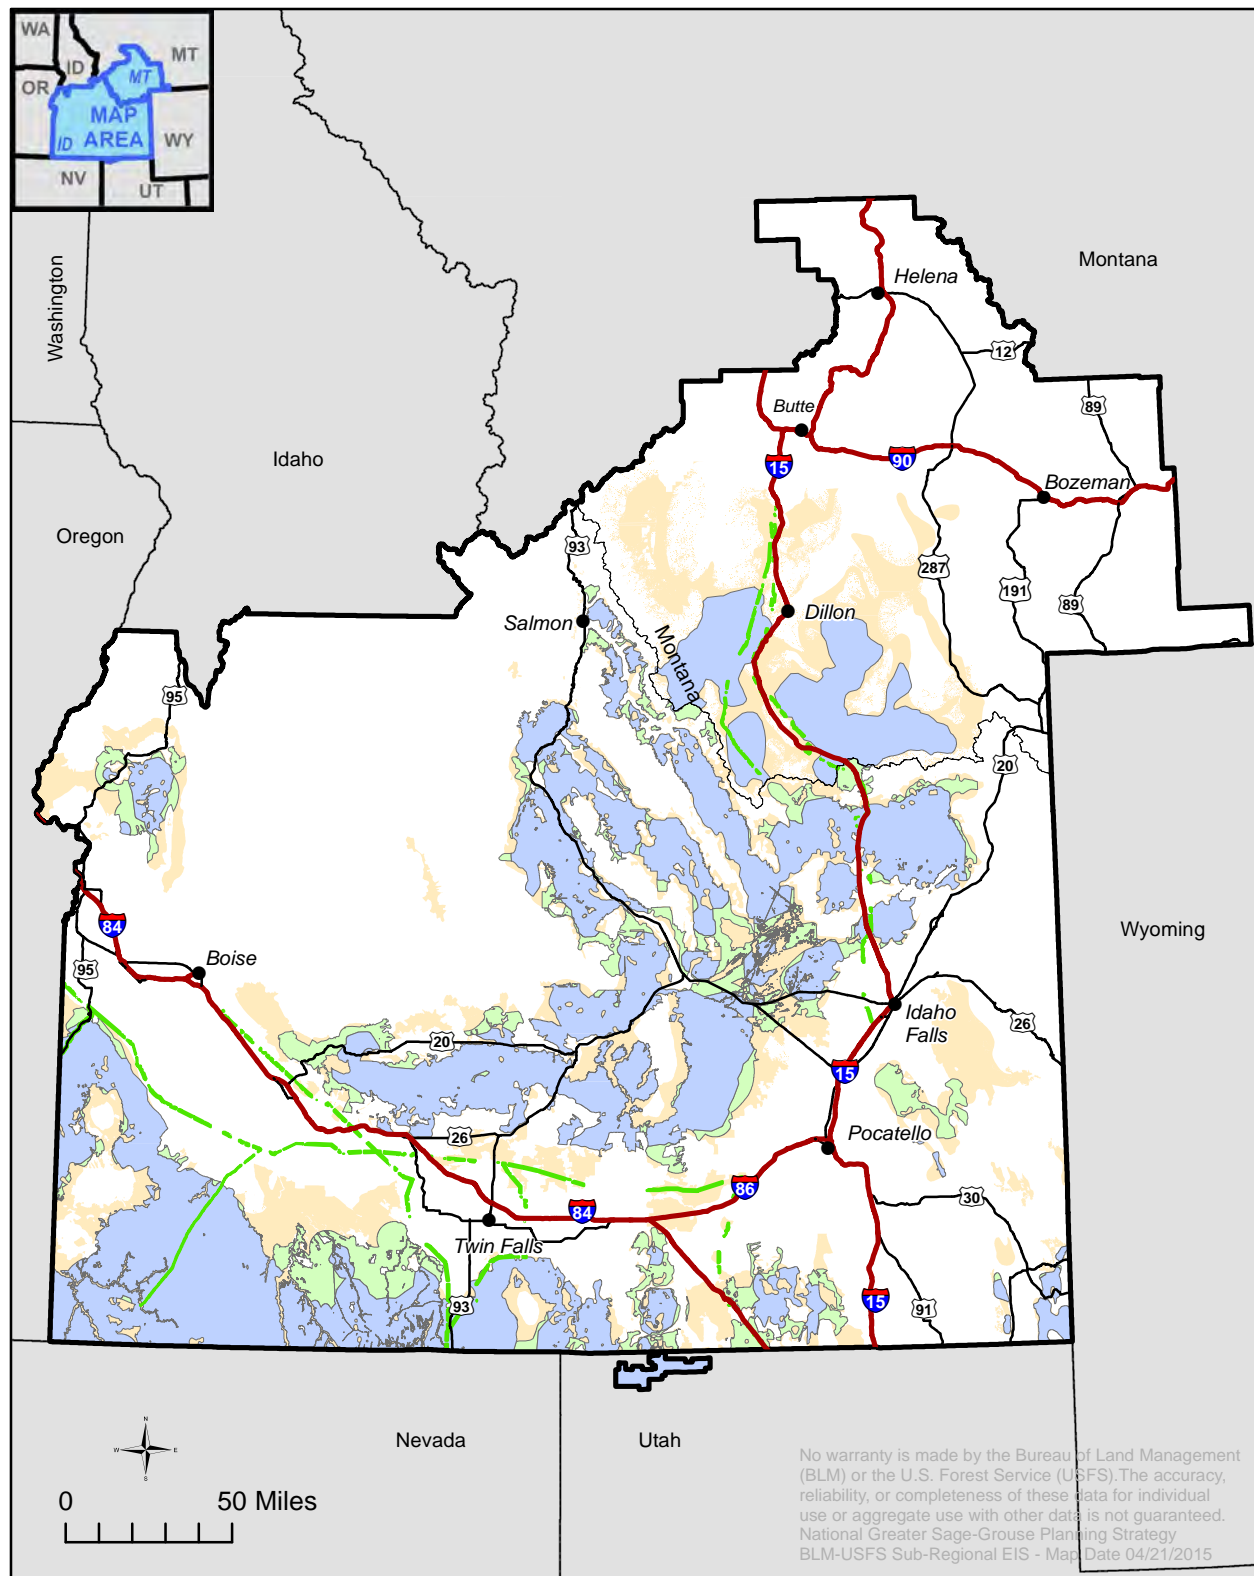 WA
MT
ID
OR
MT
MAP
AREA
ID
WY
NV
UT
Washington
Montana
Helena
12
Butte
89
Idaho
15
90
Bozeman
Oregon
93
287
191
89
Salmon
Dillon
Montana
95
20
84
Wyoming
Boise
95
Idaho
Falls
26
20
15
26
Pocatello
86
30
84
Twin Falls
93
15
91
N
W
E
S
Nevada
Utah
0
50 Miles
No warranty is made by the Bureau of Land Management
(BLM) or the U.S. Forest Service (USFS).The accuracy,
reliability, or completeness of these data for individual
use or aggregate use with other data is not guaranteed.
National Greater Sage-Grouse Planning Strategy
BLM-USFS Sub-Regional EIS - Map Date 04/21/2015